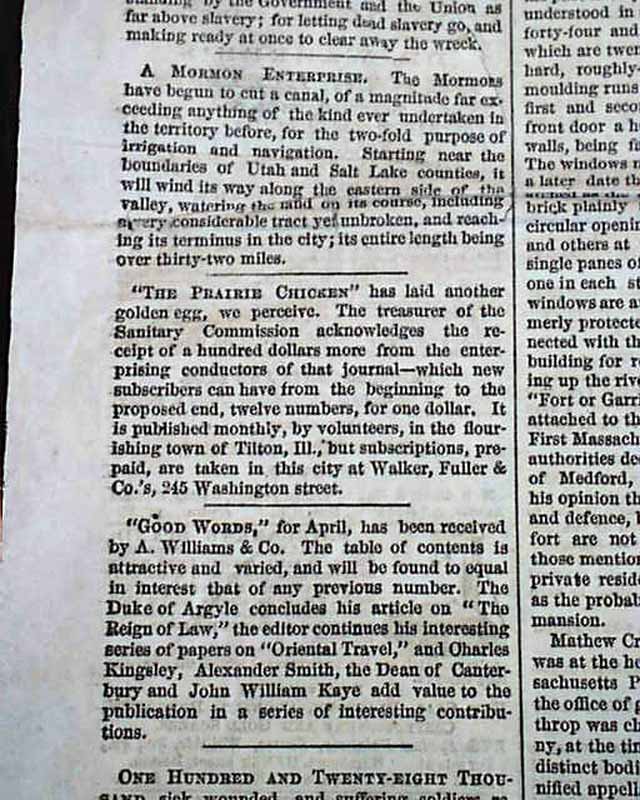 standing by the Government and the Union as
far above slavery; for letting dead slavery go, and
making ready at once to clear away the wreck.
A MORMON ENTERPRISE. The Mormons
have begun to cut a canal, of a magnitude far ex-
ceeding anything of the kind ever undertaken in
the territory before, for the two-fold purpose of
irrigation and navigation. Starting near the
boundaries of Utah and Salt Lake counties, it
will wind its way along the eastern side of the
valley, watering the land on its course, including
a very considerable tract yet unbroken, and reach-
ing its terminus in the city; its entire length being
over thirty-two miles.
"THE PRAIRIE CHICKEN" has laid another
golden egg, we perceive. The treasurer of the
Sanitary Commission acknowledges the re-
ceipt of a hundred dollars more from the enter-
prising conductors of that journal—which new
subscribers can have from the beginning to the
proposed end, twelve numbers, for one dollar. It
is published monthly, by volunteers, in the flour-
ishing town of Tilton, Ill., but subscriptions, pre-
paid, are taken in this city at Walker, Fuller &
Co.'s, 245 Washington street.
"GOOD WORDS," for April, has been received
by A. Williams & Co. The table of contents is
attractive and varied, and will be found to equal
in interest that of any previous number. The
Duke of Argyle concludes his article on "The
Reign of Law," the editor continues his interesting
series of papers on "Oriental Travel," and Charles
Kingsley, Alexander Smith, the Dean of Canter-
bury and John William Kaye add value to the
publication in a series of interesting contribu-
tions.
ONE HUNDRED AND TWENTY-EIGHT THOU-
SAND sick, wounded, and suffering soldiers
understood in
forty-four and
which are twen
hard, roughly-
moulding runs
first and seco
front door a h
walls, being f
The windows
a later date th
brick plainly
circular openin
and others at
single panes of
one in each st
windows are a
merly protecte
nected with th
building for r
ing up the rive
"Fort or Garri
attached to th
First Massach
authorities de
of Medford,
his opinion th
and defence,
fort are not
those mention
private resid
as the probab
mansion.
Mathew Cr
was at the he
sachusetts P
the office of g
throp was ch
ny, at the tim
distinct bodi
nified appell